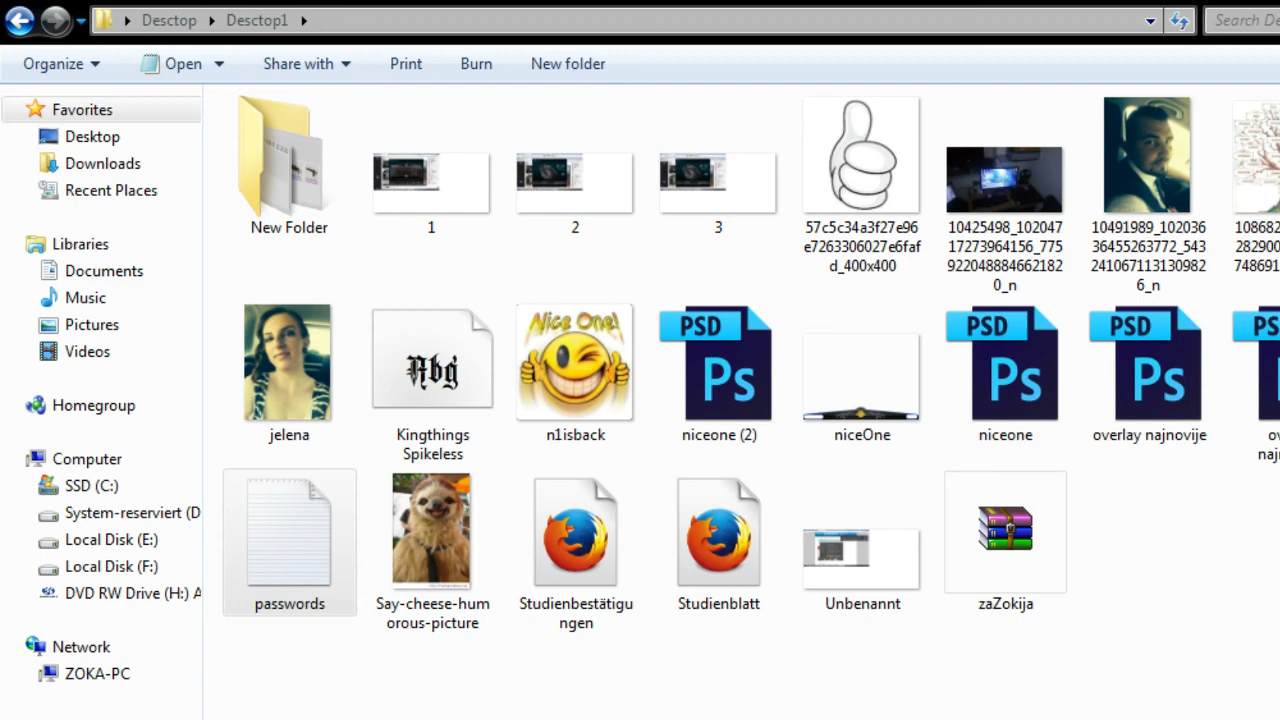 Desctop
Desctop1
Search De
Organize
Open
Share with
Print
Burn
New folder
Favorites
Desktop
Downloads
Recent Places
Libraries
Documents
Music
Pictures
Videos
Homegroup
Computer
SSD (C:)
System-reserviert (D
Local Disk (E:)
Local Disk (F:)
DVD RW Drive (H:) A
Network
ZOKA-PC
New Folder
1
2
3
57c5c34a3f27e96
e7263306027e6faf
d_400x400
10425498_102047
17273964156_775
922048884662182
0_n
10491989_102036
36455263772_543
241067113130982
6_n
108682
282900
748691
jelena
Abg
Kingthings
Spikeless
Nice One!
n1isback
PSD
Ps
niceone (2)
niceOne
PSD
Ps
niceone
PSD
Ps
overlay najnovije
PS
ov
najn
passwords
Say-cheese-hum
orous-picture
Studienbestätigu
ngen
Studienblatt
Unbenannt
zaZokija